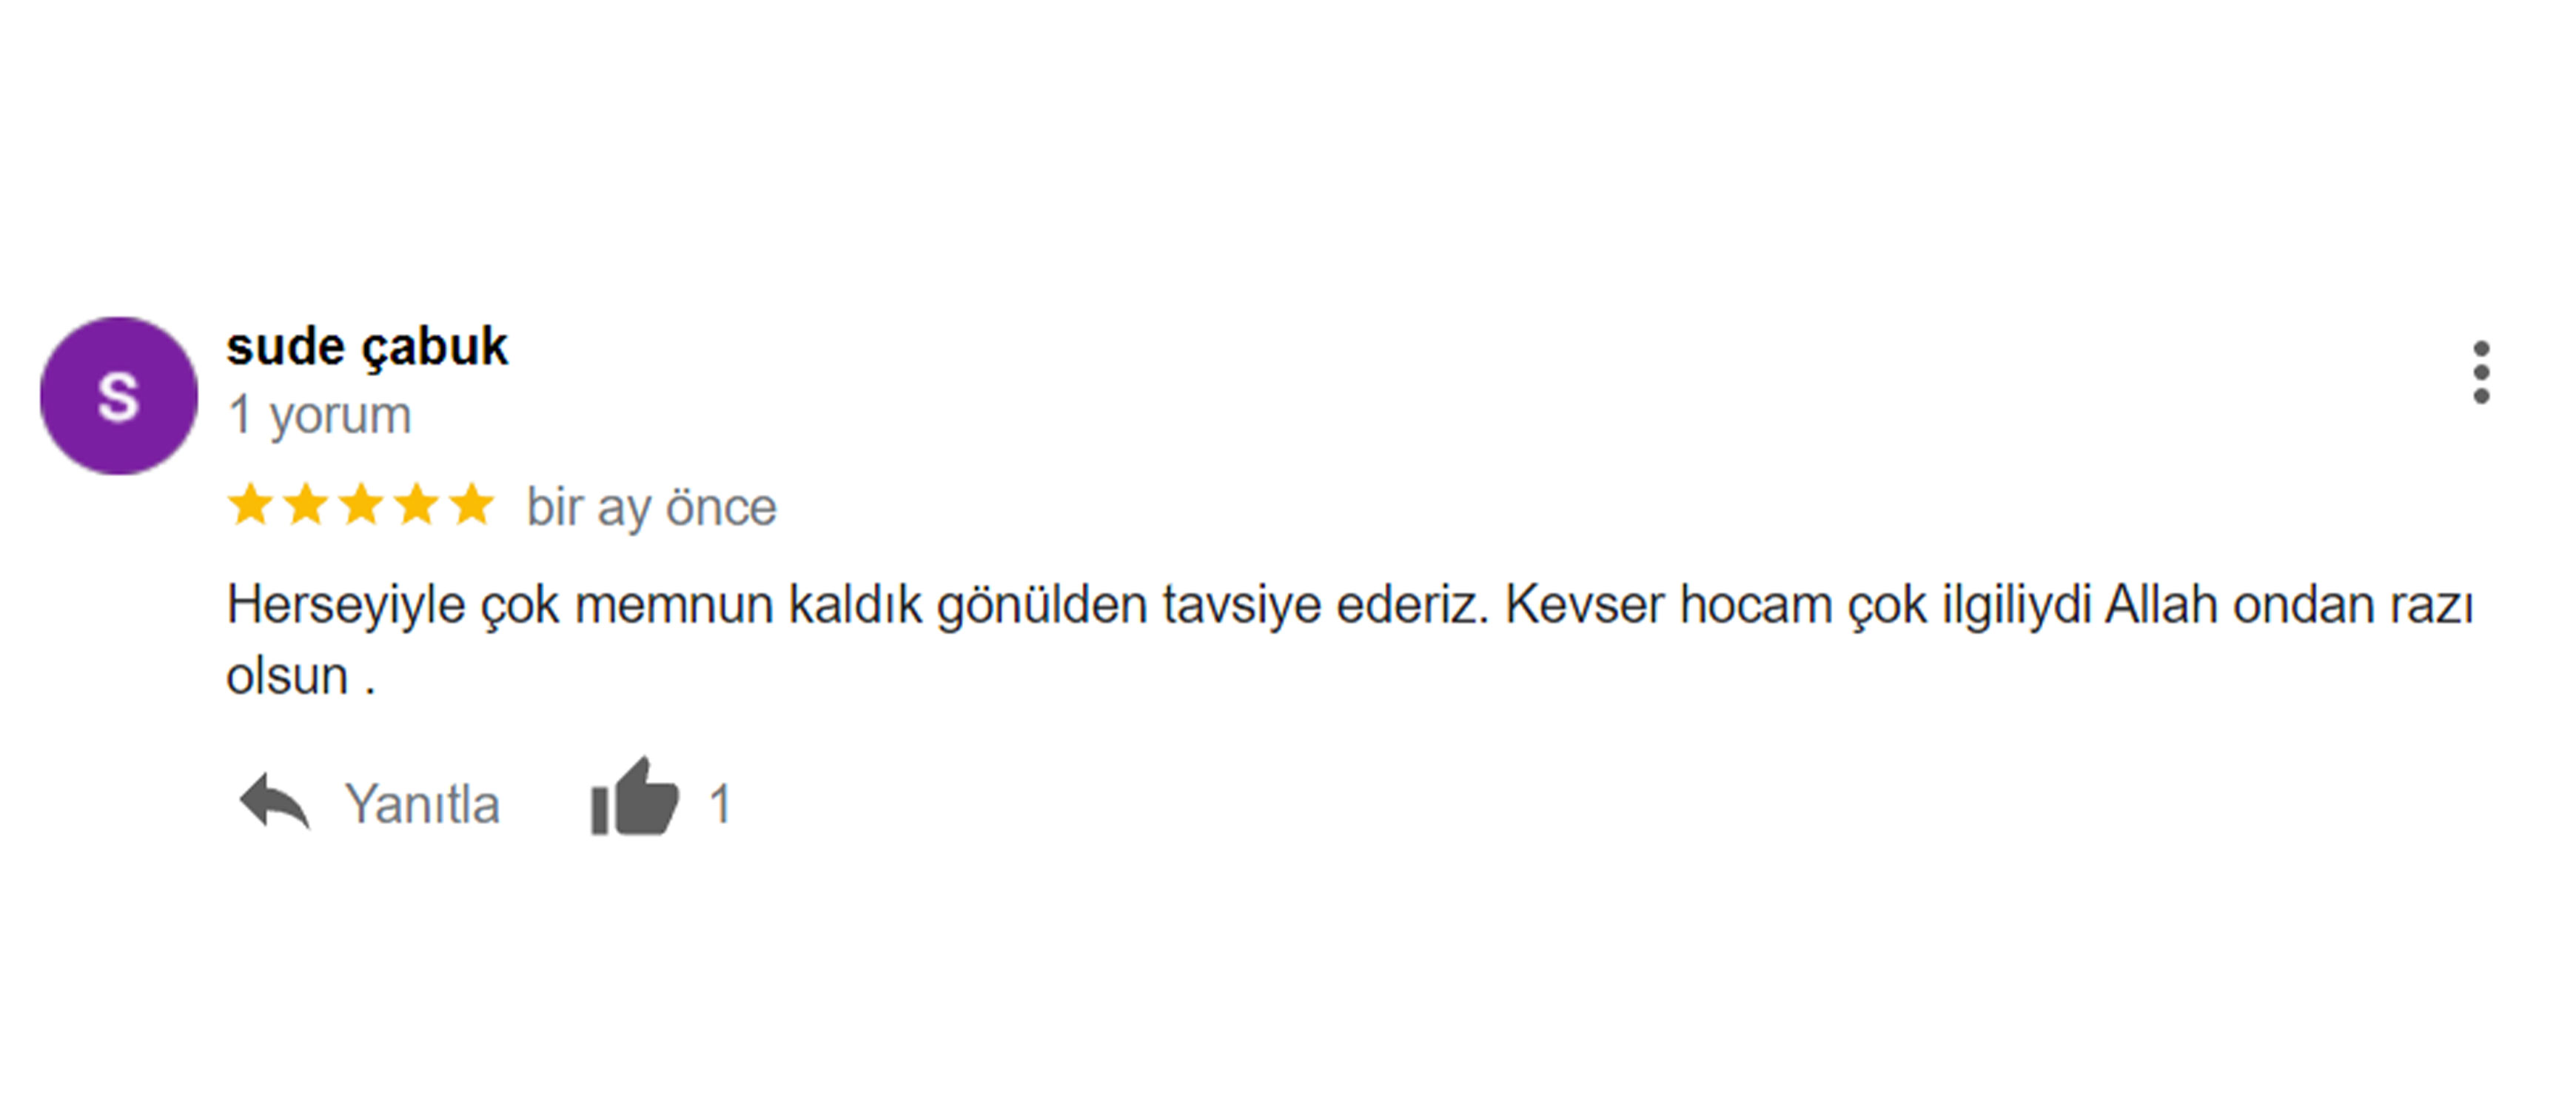 S
sude çabuk
1 yorum
bir ay önce
Herseyiyle çok memnun kaldık gönülden tavsiye ederiz. Kevser hocam çok ilgiliydi Allah ondan razı
olsun .
Yanıtla 1